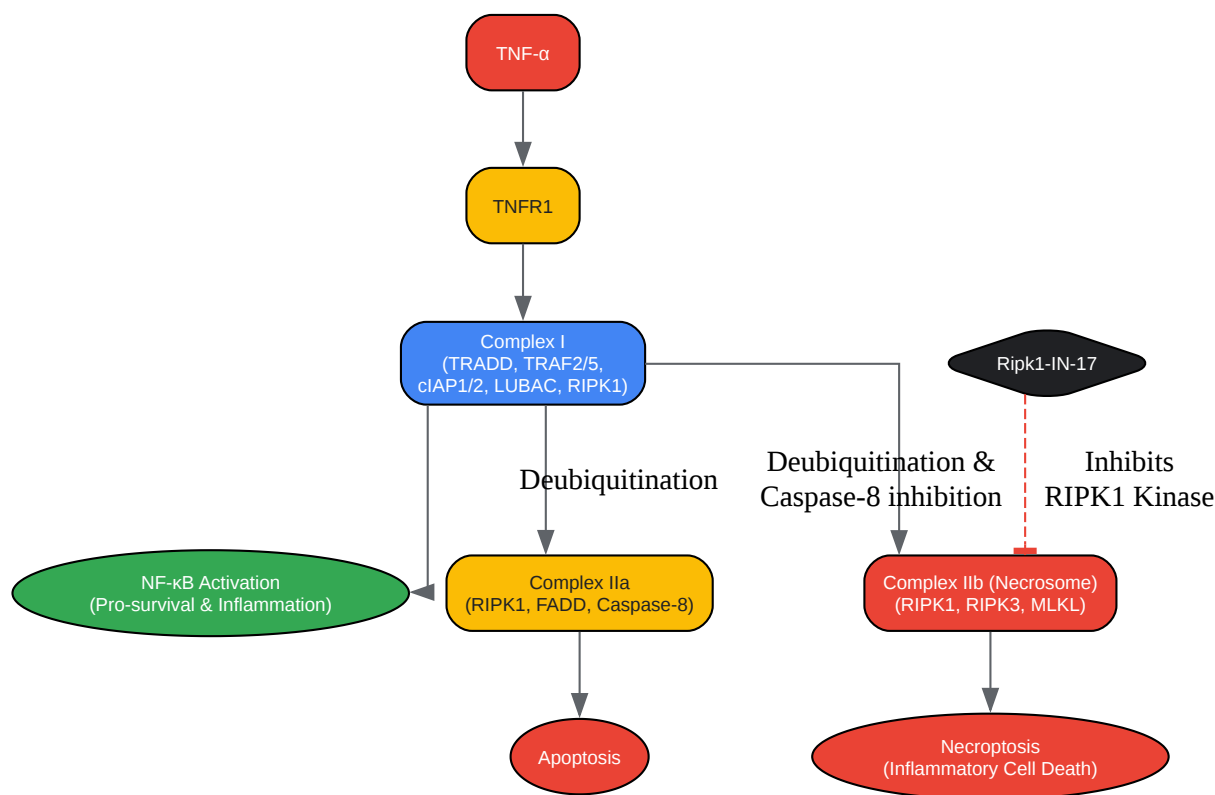 TNF-α
TNFR1
Complex I
(TRADD, TRAF2/5,
cIAP1/2, LUBAC, RIPK1)
Ripk1-IN-17
Deubiquitination
Deubiquitination &
Caspase-8 inhibition
Inhibits
RIPK1 Kinase
NF-κB Activation
(Pro-survival & Inflammation)
Complex IIa
(RIPK1, FADD, Caspase-8)
Complex IIb (Necrosome)
(RIPK1, RIPK3, MLKL)
Apoptosis
Necroptosis
(Inflammatory Cell Death)